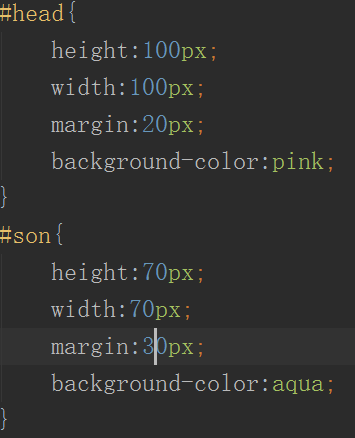 #head{
height:100px;
width:100px;
margin:20px;
background-color:pink;
}
#son{
height:70px;
width:70px;
margin:30px;
background-color:aqua;
}